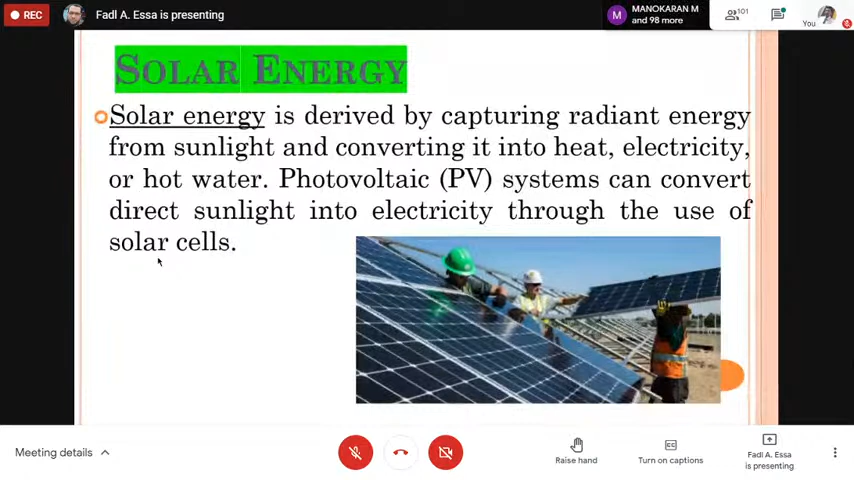 REC
Fadl A. Essa is presenting
M
MANOKARAN M
and 98 more
101
You
SOLAR ENERGY
Solar energy is derived by capturing radiant energy
from sunlight and converting it into heat, electricity,
or hot water. Photovoltaic (PV) systems can convert
direct sunlight into electricity through the use of
solar cells.
Meeting details
Raise hand
Turn on captions
Fadl A. Essa
is presenting